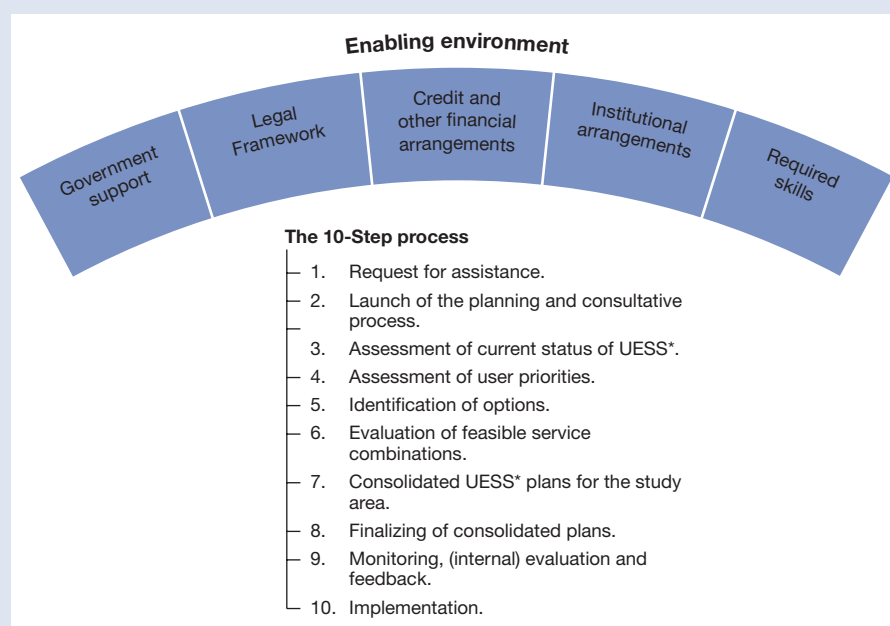 Enabling environment
Government
support
Legal
Framework
Credit and
other financial
arrangements
Institutional
arrangements
Required
skills
The 10-Step process
1. Request for assistance.
2. Launch of the planning and consultative
process.
3. Assessment of current status of UESS*.
4. Assessment of user priorities.
5. Identification of options.
6. Evaluation of feasible service
combinations.
7. Consolidated UESS* plans for the study
area.
8. Finalizing of consolidated plans.
9. Monitoring, (internal) evaluation and
feedback.
10. Implementation.